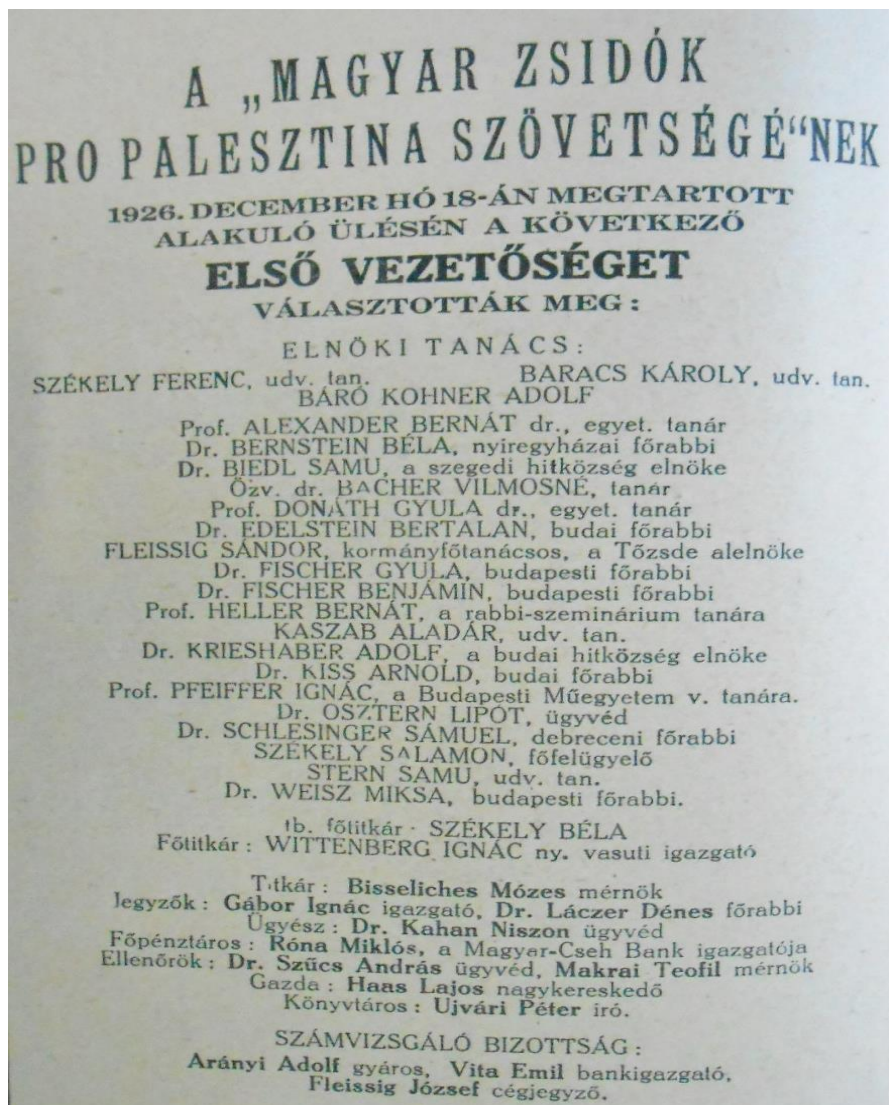 A „MAGYAR ZSIDÓK
PRO PALESZTINA SZÖVETSÉGÉ“NEK
1926. DECEMBER HÓ 18-ÁN MEGTARTOTT
ALAKULÓ ÜLÉSÉN A KÖVETKEZŐ
ELSŐ VEZETŐSÉGET
VÁLASZTOTTÁK MEG:
ELNÖKI TANÁCS:
SZÉKELY FERENC, udv. tan. BARACS KÁROLY, udv. tan.
BÁRÓ KOHNER ADOLF
Prof. ALEXANDER BERNÁT dr., egyet. tanár
Dr. BERNSTEIN BÉLA, nyiregyházai főrabbi
Dr. BIEDL SAMU, a szegedi hitközség elnöke
Özv. dr. BACHER VILMOSNÉ, tanár
Prof. DONÁTH GYULA dr., egyet. tanár
Dr. EDELSTEIN BERTALAN, budai főrabbi
FLEISSIG SÁNDOR, kormányfőtanácsos, a Tőzsde alelnöke
Dr. FISCHER GYULA, budapesti főrabbi
Dr. FISCHER BENJÁMIN, budapesti főrabbi
Prof. HELLER BERNÁT, a rabbi-szeminárium tanára
KASZAB ALADÁR, udv. tan.
Dr. KRIESHABER ADOLF, a budai hitközség elnöke
Dr. KISS ARNOLD, budai főrabbi
Prof. PFEIFFER IGNÁC, a Budapesti Műegyetem v. tanára.
Dr. OSZTERN LIPÓT, ügyvéd
Dr. SCHLESINGER SÁMUEL, debreceni főrabbi
SZÉKELY SALAMON, főfelügyelő
STERN SAMU, udv. tan.
Dr. WEISZ MIKSA, budapesti főrabbi.
tb. főtitkár · SZÉKELY BÉLA
Főtitkár: WITTENBERG IGNÁC ny. vasuti igazgató
Titkár: Bisseliches Mózes mérnök
Jegyzők: Gábor Ignác igazgató, Dr. Láczer Dénes főrabbi
Ügyész: Dr. Kahan Niszon ügyvéd
Főpénztáros: Róna Miklós, a Magyar-Cseh Bank igazgatója
Ellenőrök: Dr. Szűcs András ügyvéd, Makrai Teofil mérnök
Gazda: Haas Lajos nagykereskedő
Könyvtáros: Ujvári Péter iró.
SZÁMVIZSGÁLÓ BIZOTTSÁG:
Arányi Adolf gyáros, Vita Emil bankigazgató,
Fleissig József cégjegyző.